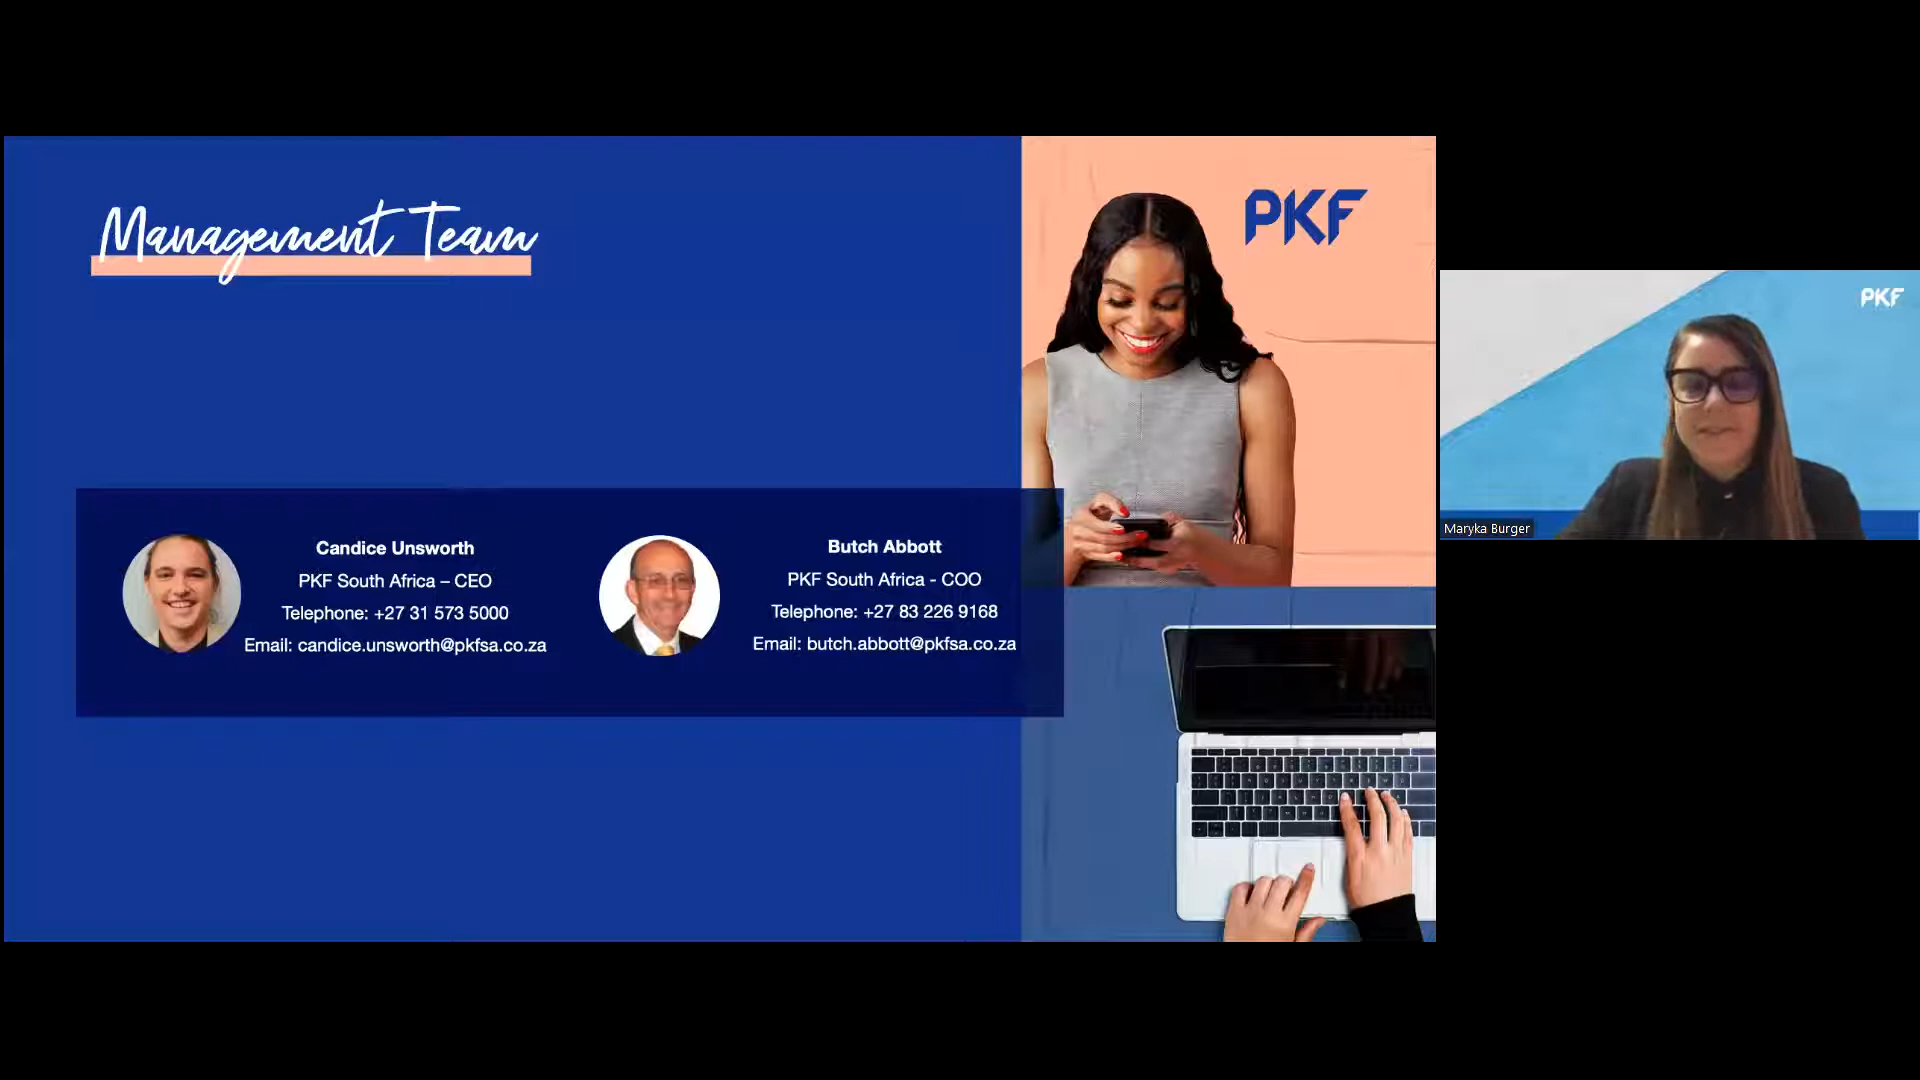 Management Team
PKF
PKF
Maryka Burger
Candice Unsworth
PKF South Africa – CEO
Telephone: +27 31 573 5000
Email: candice.unsworth@pkfsa.co.za
Butch Abbott
PKF South Africa - COO
Telephone: +27 83 226 9168
Email: butch.abbott@pkfsa.co.za